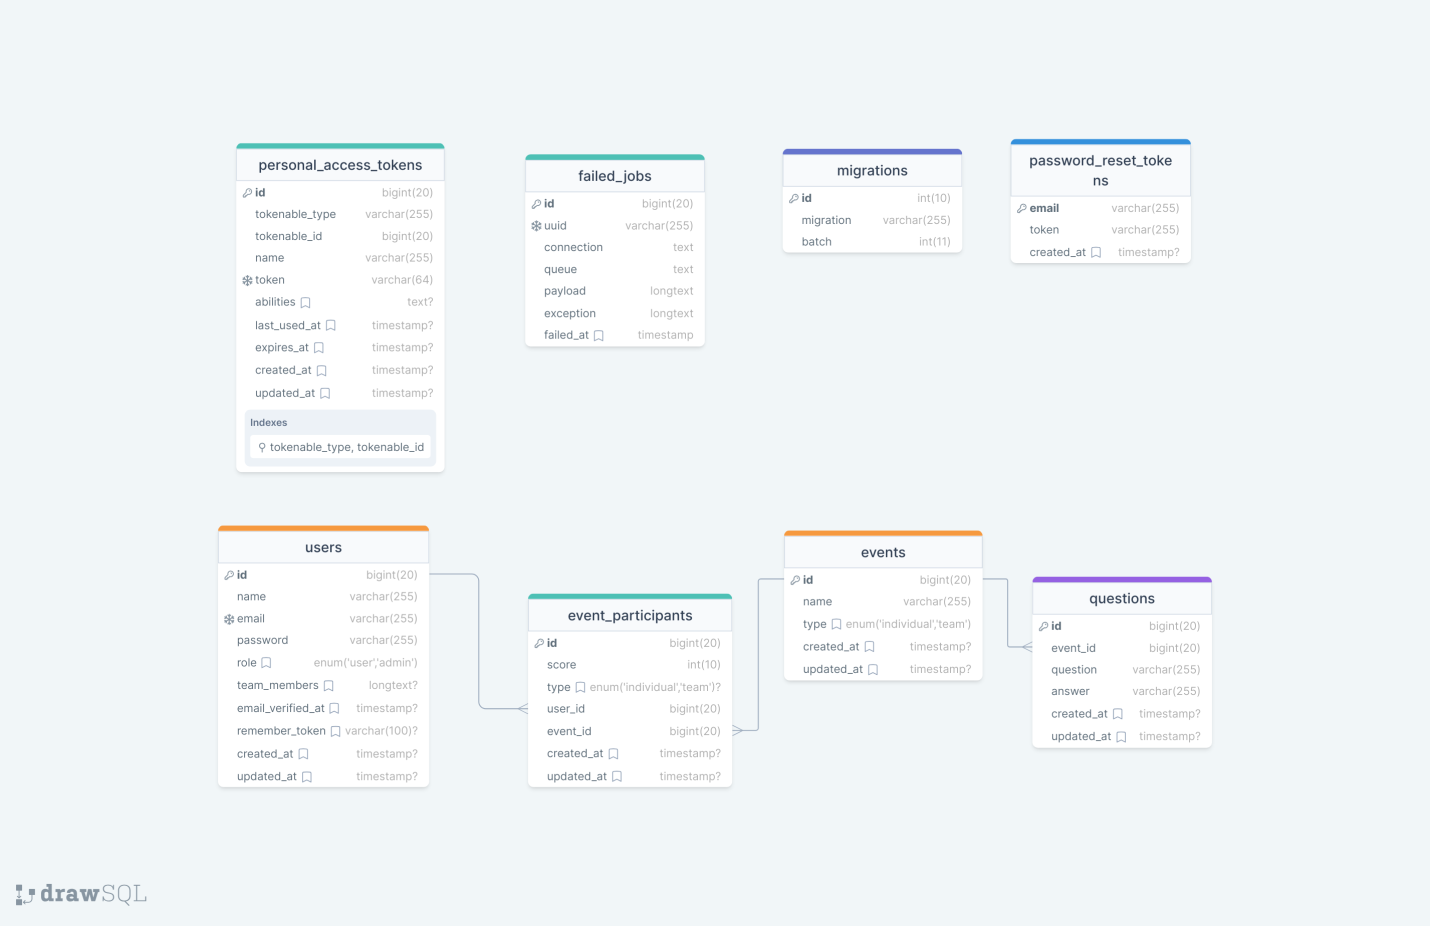 personal_access_tokens
id bigint(20)
tokenable_type varchar(255)
tokenable_id bigint(20)
name varchar(255)
token varchar(64)
abilities text?
last_used_at timestamp?
expires_at timestamp?
created_at timestamp?
updated_at timestamp?
Indexes
tokenable_type, tokenable_id
failed_jobs
id bigint(20)
uuid varchar(255)
connection text
queue text
payload longtext
exception longtext
failed_at timestamp
migrations
id int(10)
migration varchar(255)
batch int(11)
password_reset_toke
ns
email varchar(255)
token varchar(255)
created_at timestamp?
users
id bigint(20)
name varchar(255)
email varchar(255)
password varchar(255)
role enum('user','admin')
team_members longtext?
email_verified_at timestamp?
remember_token varchar(100)?
created_at timestamp?
updated_at timestamp?
event_participants
id bigint(20)
score int(10)
type enum('individual','team')?
user_id bigint(20)
event_id bigint(20)
created_at timestamp?
updated_at timestamp?
events
id bigint(20)
name varchar(255)
type enum('individual','team')
created_at timestamp?
updated_at timestamp?
questions
id bigint(20)
event_id bigint(20)
question varchar(255)
answer varchar(255)
created_at timestamp?
updated_at timestamp?
drawSQL